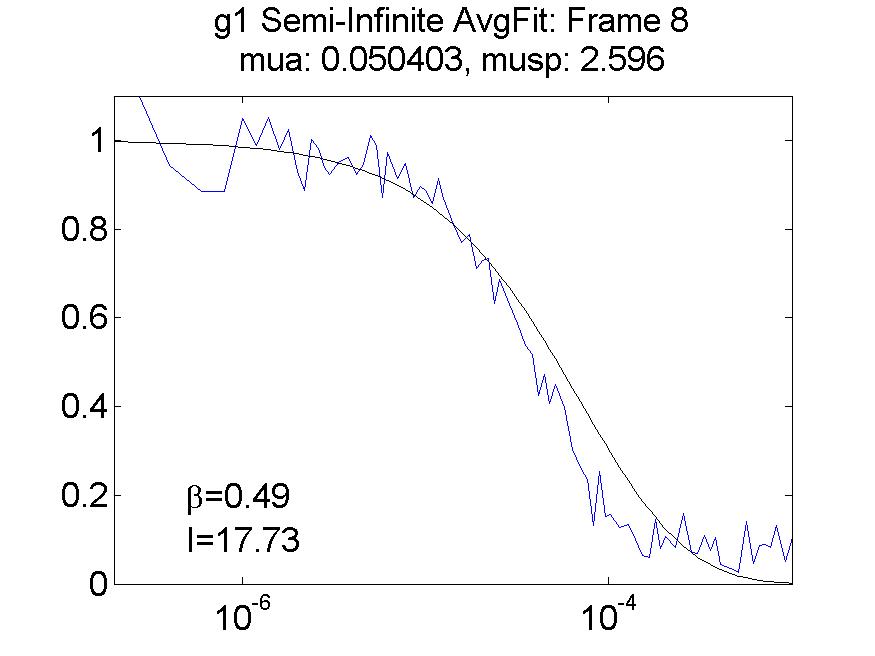 g1 Semi-Infinite AvgFit: Frame 8
mua: 0.050403, musp: 2.596
1
0.8
0.6
0.4
0.2
0
β=0.49
I=17.73
10^-6
10^-4